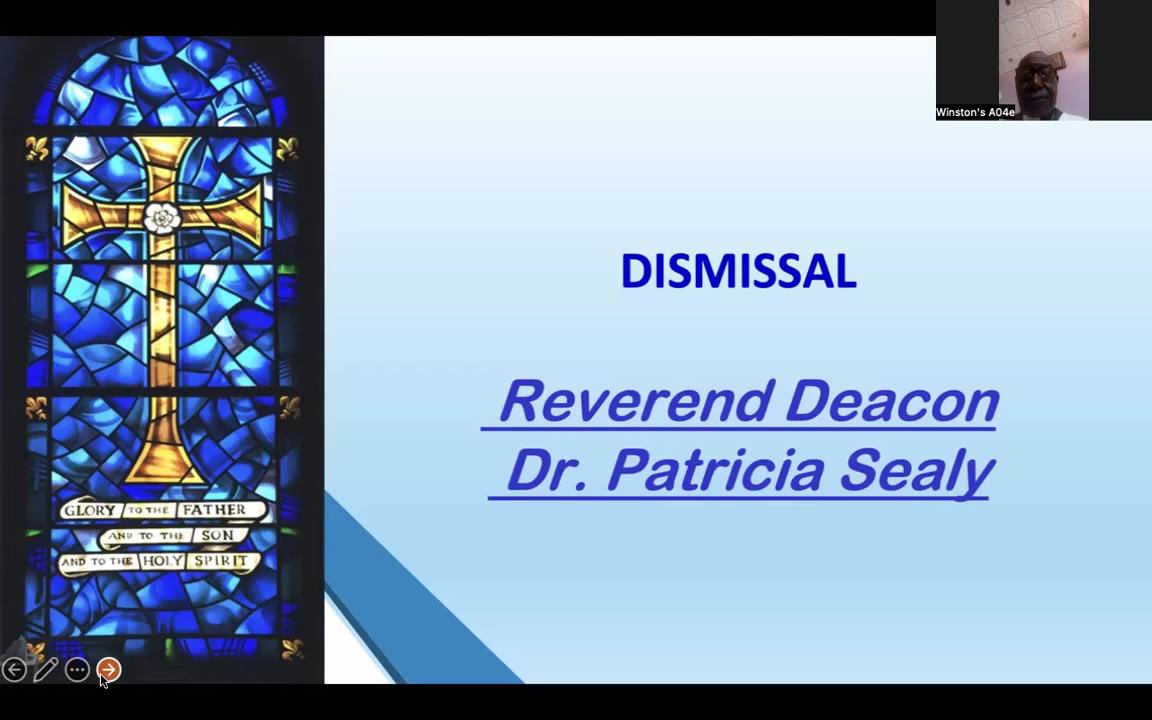 Winston's A04e
DISMISSAL
Reverend Deacon
Dr. Patricia Sealy
GLORY TO THE FATHER
AND TO THE SON
AND TO THE HOLY SPIRIT